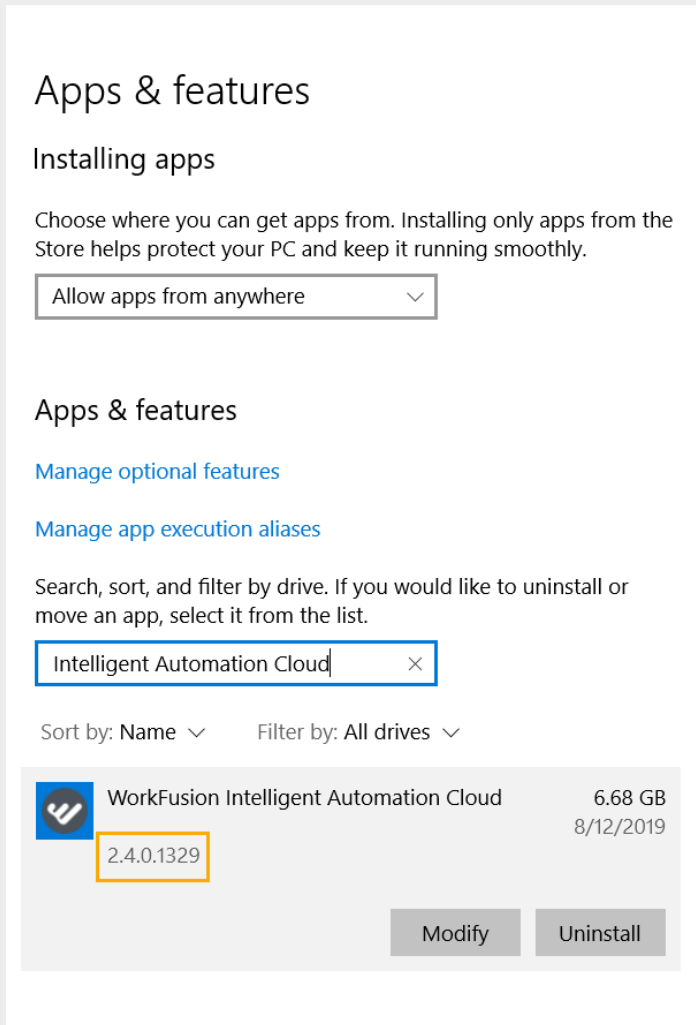 Apps & features
Installing apps
Choose where you can get apps from. Installing only apps from the
Store helps protect your PC and keep it running smoothly.
Allow apps from anywhere
Apps & features
Manage optional features
Manage app execution aliases
Search, sort, and filter by drive. If you would like to uninstall or
move an app, select it from the list.
Intelligent Automation Cloud
Sort by: Name Filter by: All drives
WorkFusion Intelligent Automation Cloud 6.68 GB
8/12/2019
2.4.0.1329
Modify Uninstall